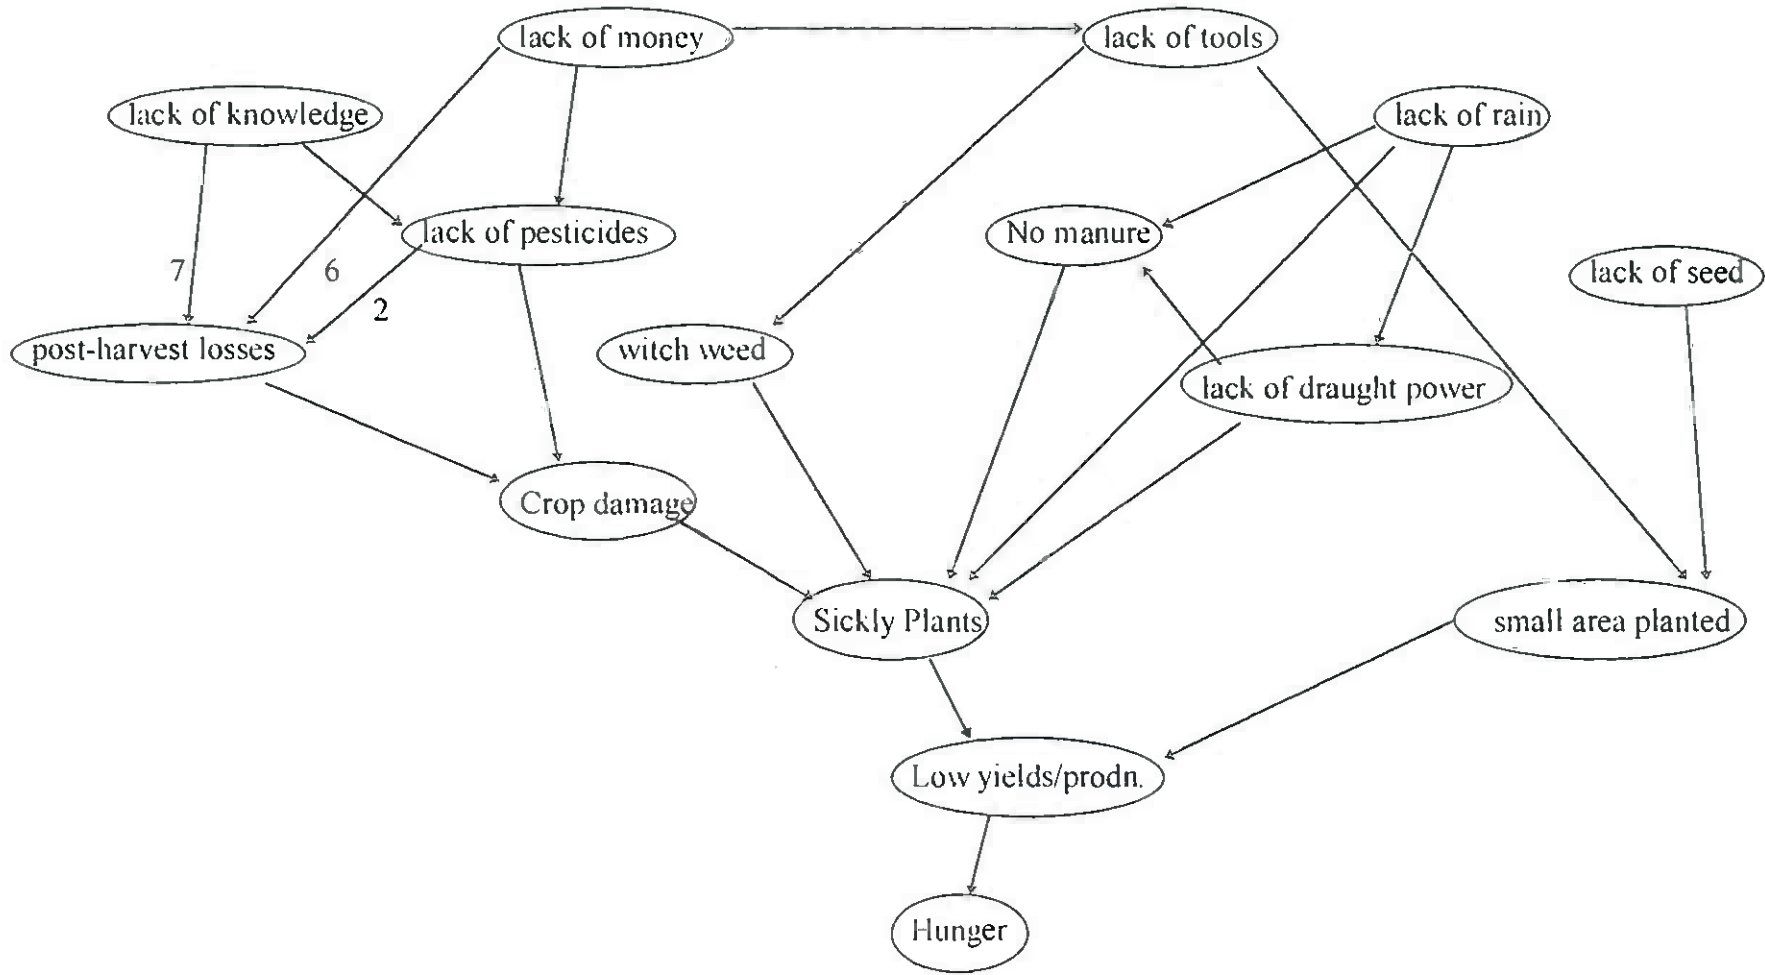 lack of money
lack of tools
lack of knowledge
lack of rain
lack of pesticides
No manure
7
6
lack of seed
2
post-harvest losses
witch weed
lack of draught power
Crop damage
Sickly Plants
small area planted
Low yields/prodn.
Hunger